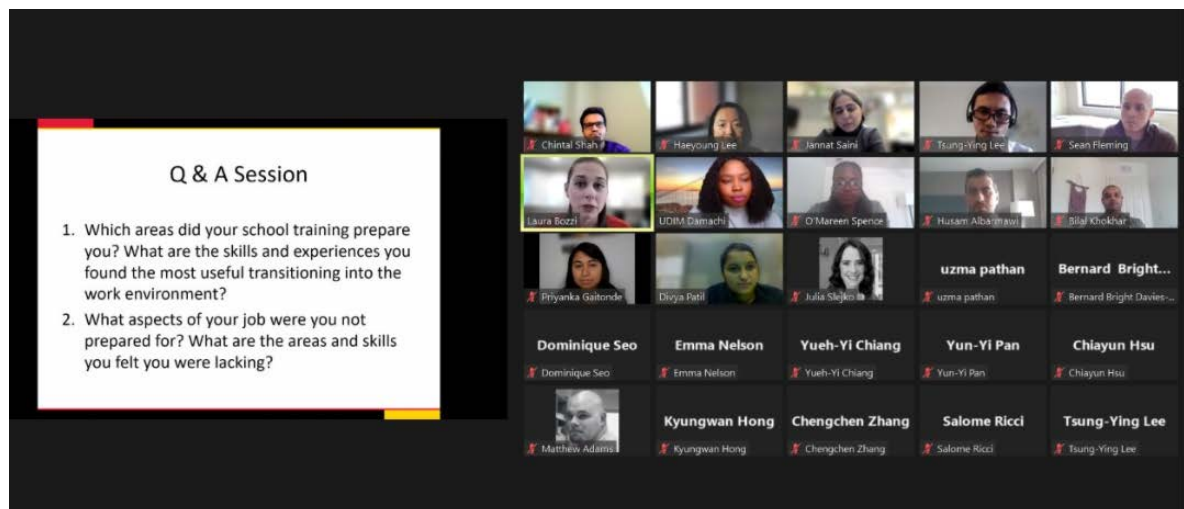 Q & A Session
1. Which areas did your school training prepare
you? What are the skills and experiences you
found the most useful transitioning into the
work environment?
2. What aspects of your job were you not
prepared for? What are the areas and skills
you felt you were lacking?
Chintal Shah
Haeyoung Lee
Jannat Saini
Tsung-Ying Lee
Sean Fleming
Laura Bozzi
UDIM Damachi
O'Mareen Spence
Husam Albarmawi
Bilal Khokhar
Priyanka Gaitonde
Divya Patil
Julia Slejko
uzma pathan
uzma pathan
Bernard Bright...
Bernard Bright Davies-...
Dominique Seo
Dominique Seo
Emma Nelson
Emma Nelson
Yueh-Yi Chiang
Yueh-Yi Chiang
Yun-Yi Pan
Yun-Yi Pan
Chiayun Hsu
Chiayun Hsu
Matthew Adams
Kyungwan Hong
Kyungwan Hong
Chengchen Zhang
Chengchen Zhang
Salome Ricci
Salome Ricci
Tsung-Ying Lee
Tsung-Ying Lee